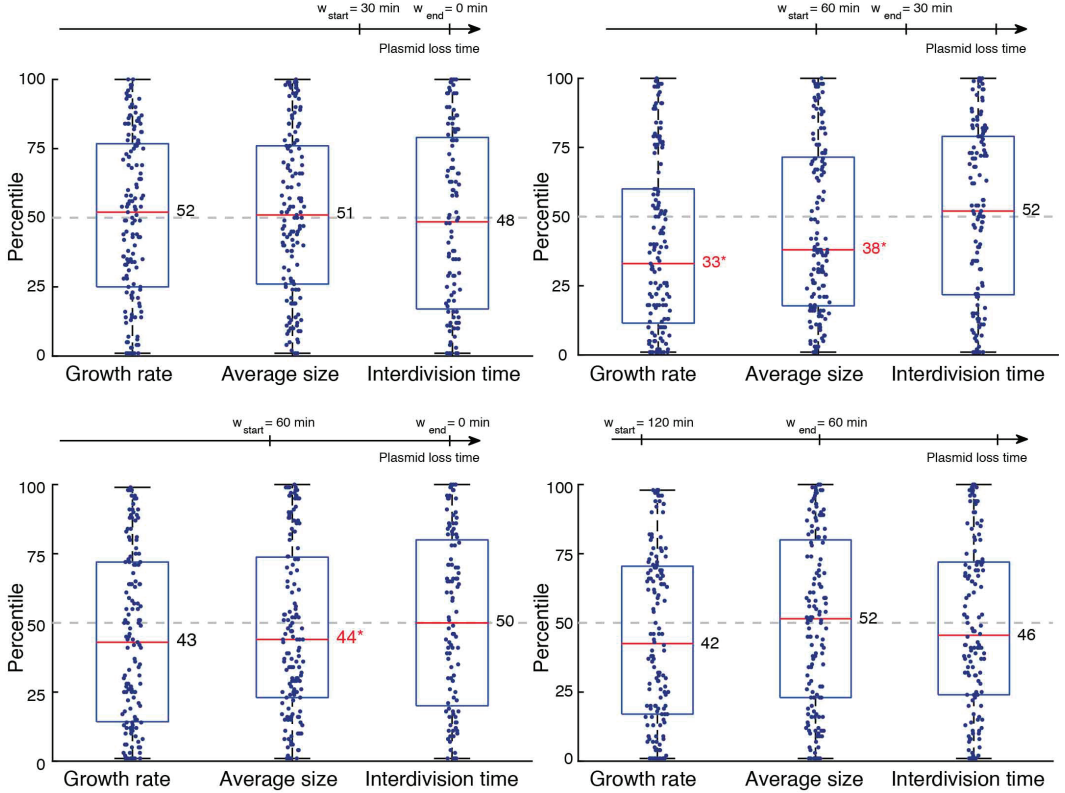 w start = 30 min w end = 0 min
Plasmid loss time
Percentile
100
75
50
25
0
52
51
48
Growth rate Average size Interdivision time
w start = 60 min w end = 30 min
Plasmid loss time
Percentile
100
75
50
25
0
33*
38*
52
Growth rate Average size Interdivision time
w start = 60 min w end = 0 min
Plasmid loss time
Percentile
100
75
50
25
0
43
44*
50
Growth rate Average size Interdivision time
w start = 120 min w end = 60 min
Plasmid loss time
Percentile
100
75
50
25
0
42
52
46
Growth rate Average size Interdivision time